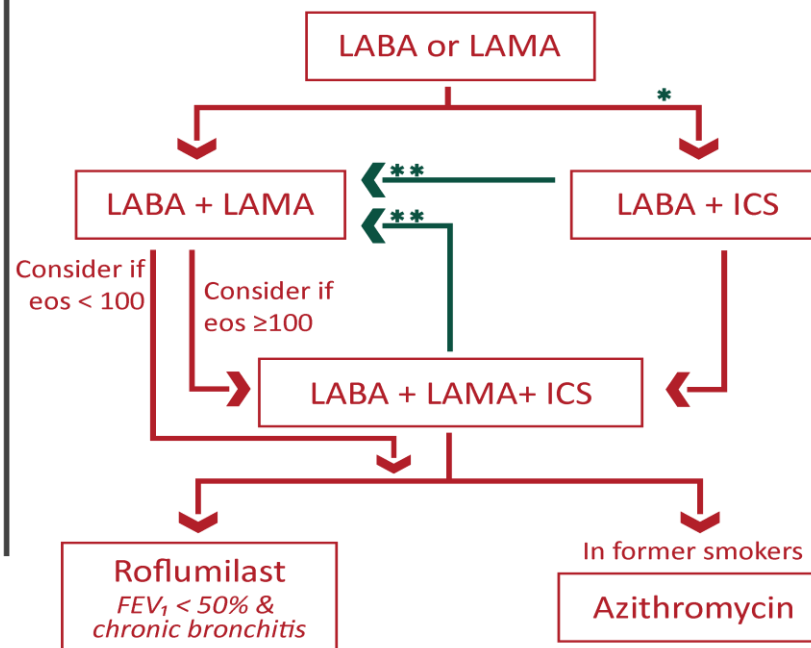 LABA or LAMA
*
**
LABA + LAMA
LABA + ICS
**
Consider if
eos < 100
Consider if
eos ≥100
LABA + LAMA+ ICS
Roflumilast
FEV₁ < 50% &
chronic bronchitis
In former smokers
Azithromycin